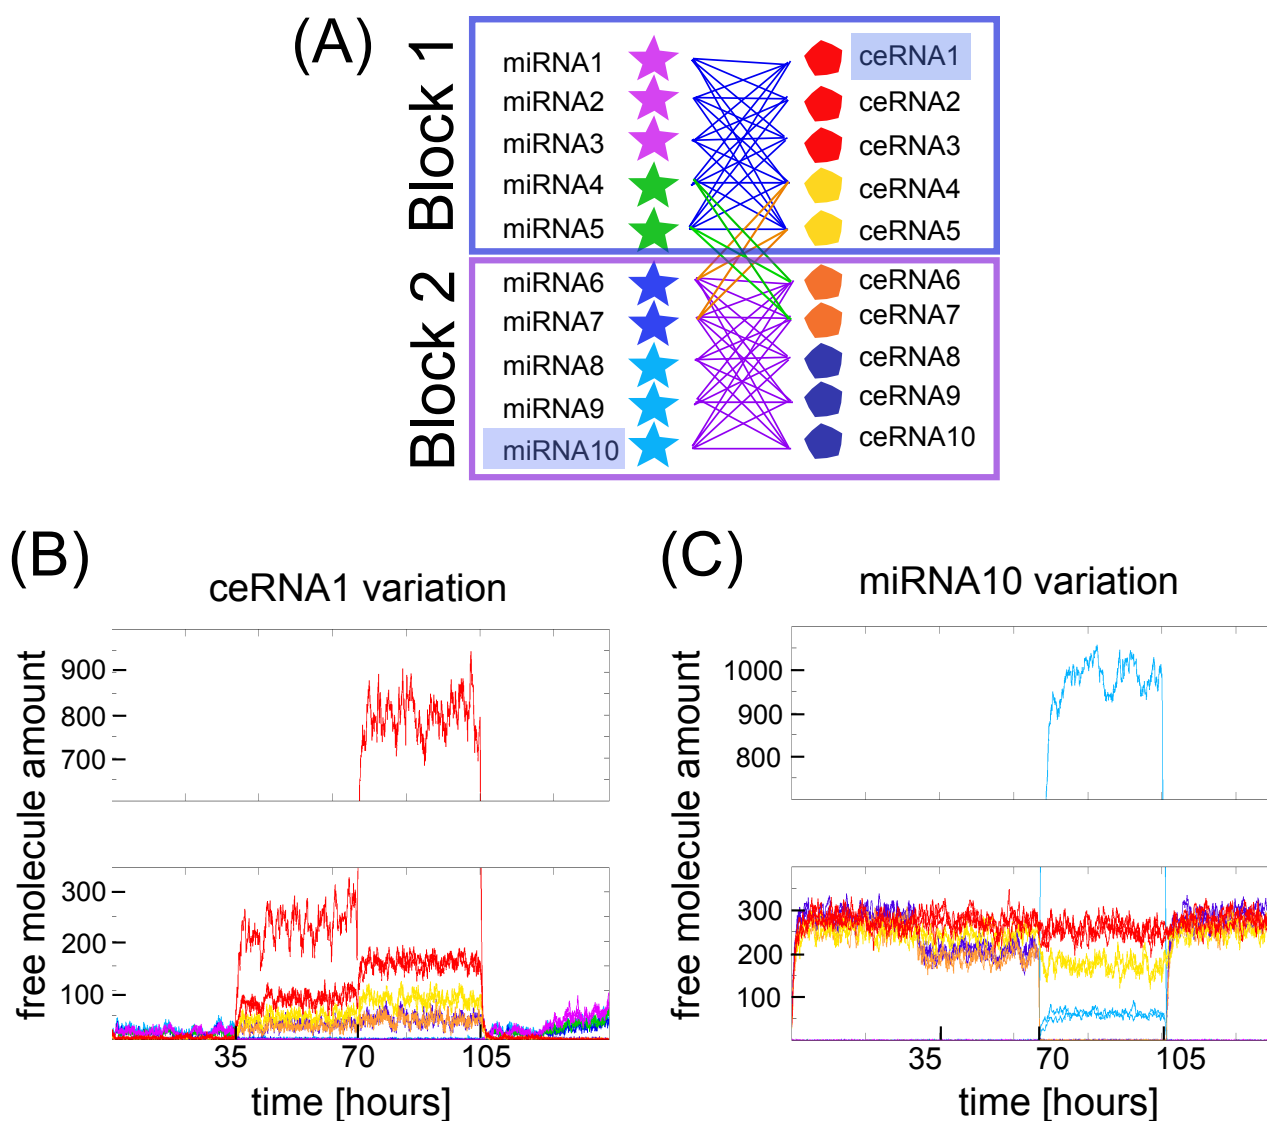 (A)
Block 1
miRNA1 ceRNA1
miRNA2 ceRNA2
miRNA3 ceRNA3
miRNA4 ceRNA4
miRNA5 ceRNA5
Block 2
miRNA6 ceRNA6
miRNA7 ceRNA7
miRNA8 ceRNA8
miRNA9 ceRNA9
miRNA10 ceRNA10
(B)
ceRNA1 variation
free molecule amount
900
800
700
300
200
100
35 70 105
time [hours]
(C)
miRNA10 variation
free molecule amount
1000
900
800
300
200
100
35 70 105
time [hours]